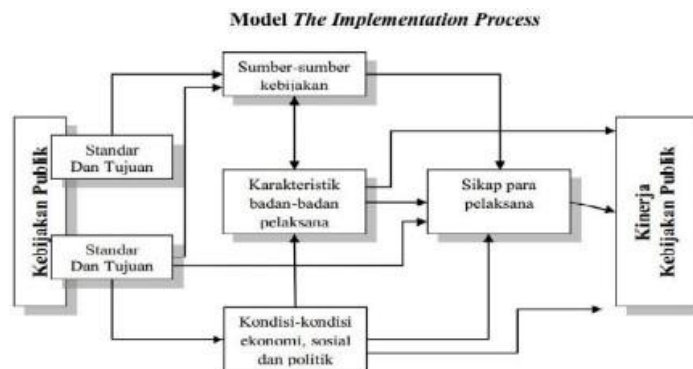 Model The Implementation Process
Sumber-sumber
kebijakan
Kebijakan Publik
Standar
Dan Tujuan
Karakteristik
badan-badan
pelaksana
Sikap para
pelaksana
Kinerja
Kebijakan Publik
Standar
Dan Tujuan
Kondisi-kondisi
ekonomi, sosial
dan politik